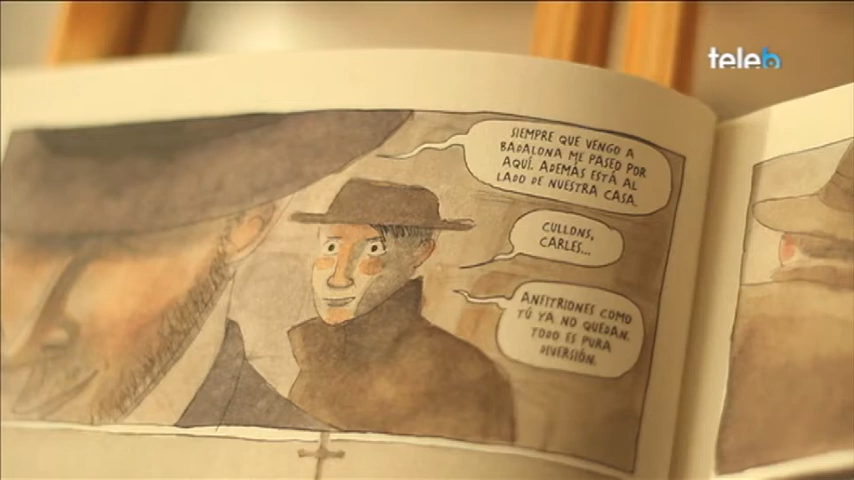 teleb
SIEMPRE QUE VENGO A
BADALONA ME PASEO POR
AQUÍ. ADEMÁS ESTÁ AL
LADO DE NUESTRA CASA.
CULLONS,
CARLES...
ANFITRIONES COMO
TÚ YA NO QUEDAN.
TODO ES PURA
DIVERSIÓN.